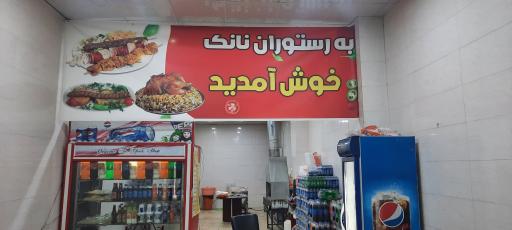 به رستوران نانک
خوش آمدید